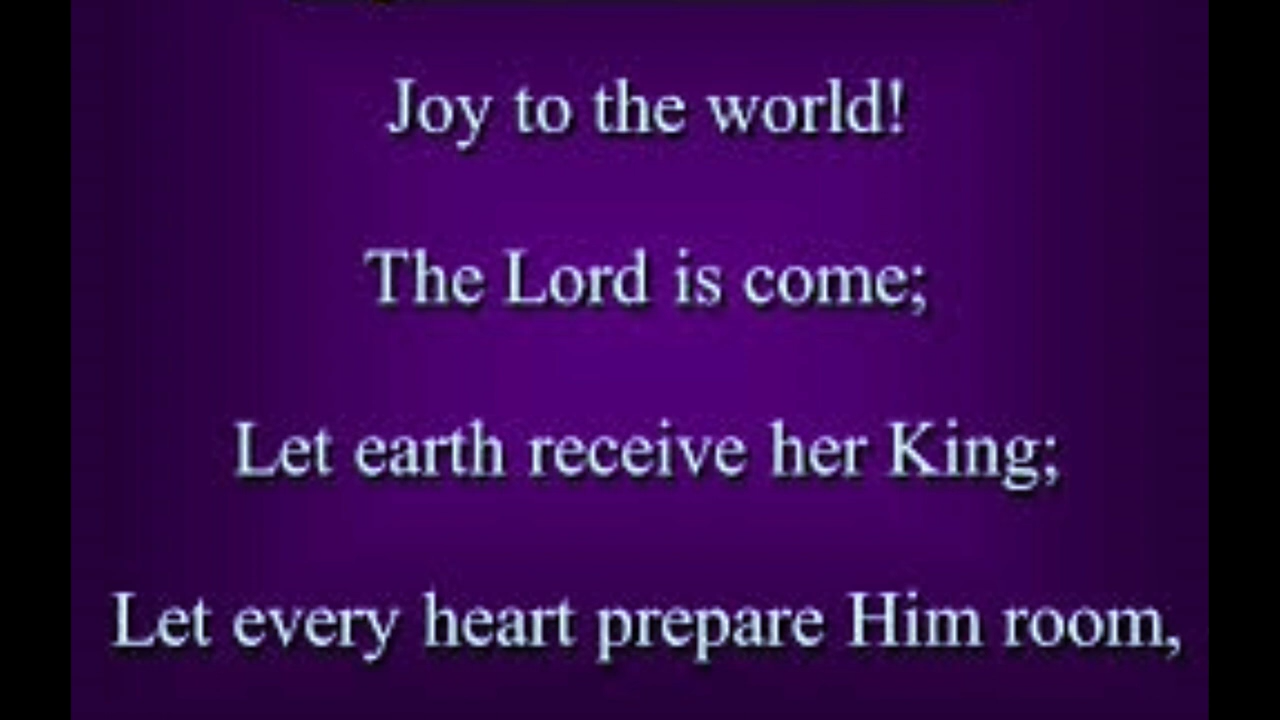 Joy to the world!
The Lord is come;
Let earth receive her King;
Let every heart prepare Him room,